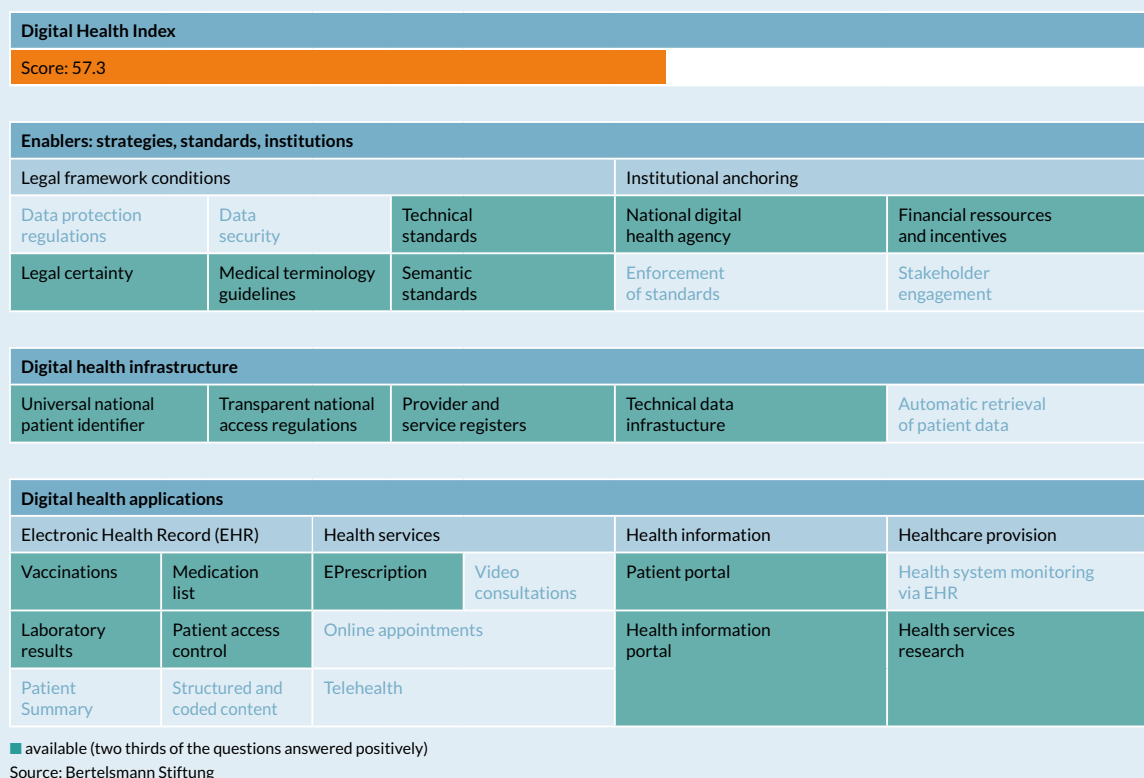 Digital Health Index
Score: 57.3
Enablers: strategies, standards, institutions
Legal framework conditions
Institutional anchoring
Data protection
regulations
Data
security
Technical
standards
National digital
health agency
Financial ressources
and incentives
Legal certainty
Medical terminology
guidelines
Semantic
standards
Enforcement
of standards
Stakeholder
engagement
Digital health infrastructure
Universal national
patient identifier
Transparent national
access regulations
Provider and
service registers
Technical data
infrastucture
Automatic retrieval
of patient data
Digital health applications
Electronic Health Record (EHR)
Health services
Health information
Healthcare provision
Vaccinations
Medication
list
EPrescription
Video
consultations
Patient portal
Health system monitoring
via EHR
Laboratory
results
Patient access
control
Online appointments
Health information
portal
Health services
research
Patient
Summary
Structured and
coded content
Telehealth
available (two thirds of the questions answered positively)
Source: Bertelsmann Stiftung